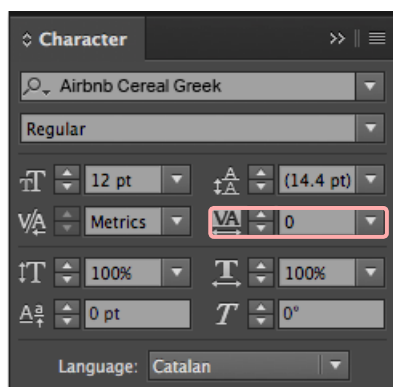 Character
Airbnb Cereal Greek
Regular
12 pt (14.4 pt)
Metrics 0
100% 100%
0 pt 0°
Language: Catalan